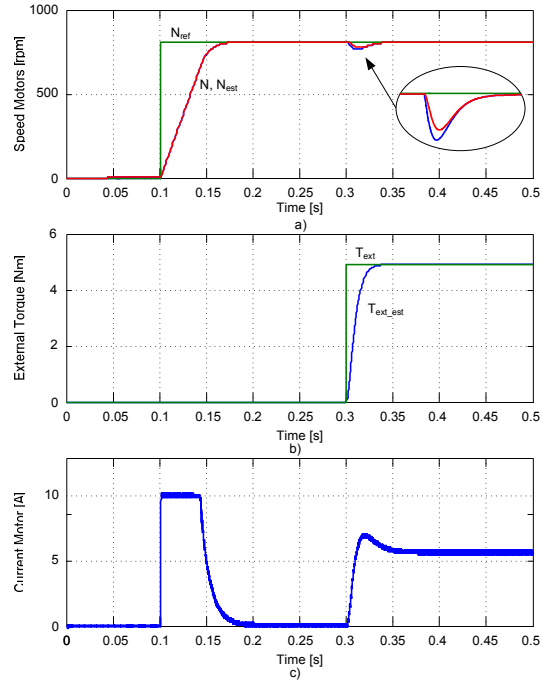 1000
500
0
Speed Motors [rpm]
N_ref
N, N_est
0 0.05 0.1 0.15 0.2 0.25 0.3 0.35 0.4 0.45 0.5
Time [s]
a)
6
4
2
0
External Torque [Nm]
T_ext
T_ext_est
0 0.05 0.1 0.15 0.2 0.25 0.3 0.35 0.4 0.45 0.5
Time [s]
b)
10
5
0
Current Motor [A]
0 0.05 0.1 0.15 0.2 0.25 0.3 0.35 0.4 0.45 0.5
Time [s]
c)